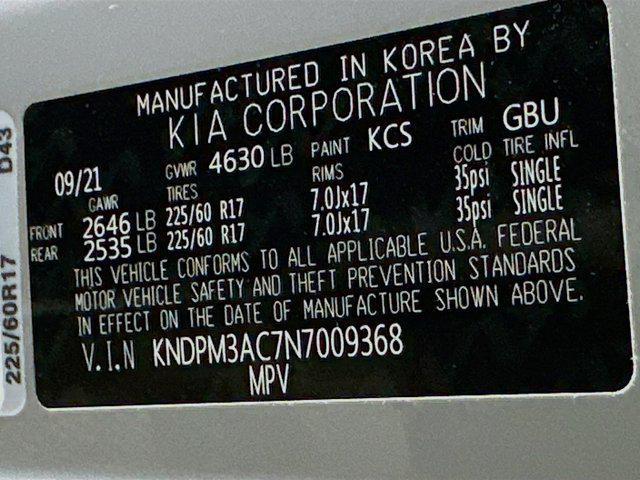 MANUFACTURED IN KOREA BY
KIA CORPORATION
09/21 GVWR 4630 LB PAINT KCS TRIM GBU
GAWR TIRES RIMS COLD TIRE INFL
FRONT 2646 LB 225/60 R17 7.0Jx17 35psi SINGLE
REAR 2535 LB 225/60 R17 7.0Jx17 35psi SINGLE
THIS VEHICLE CONFORMS TO ALL APPLICABLE U.S.A. FEDERAL
MOTOR VEHICLE SAFETY AND THEFT PREVENTION STANDARDS
IN EFFECT ON THE DATE OF MANUFACTURE SHOWN ABOVE.
V.I.N KNDPM3AC7N7009368
MPV
225/60R17 D43